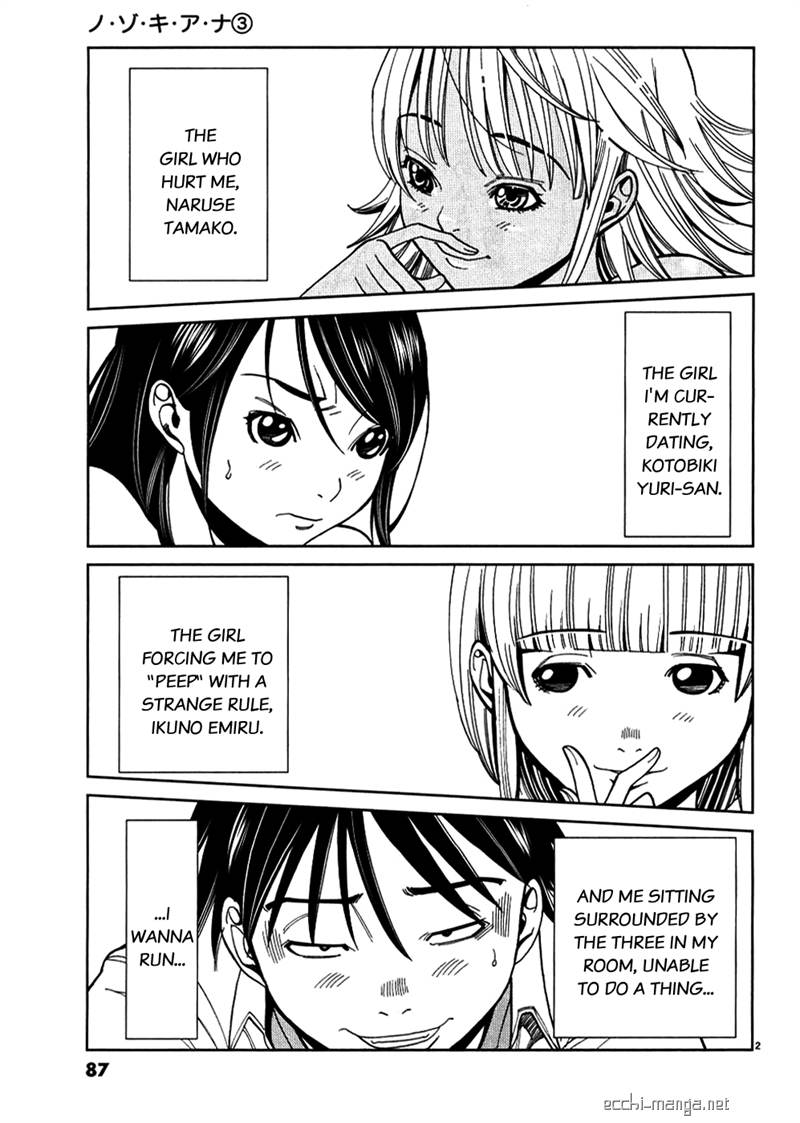 ノ・ゾ・キ・ア・ナ③
THE
GIRL WHO
HURT ME,
NARUSE
TAMAKO.
THE GIRL
I'M CUR-
RENTLY
DATING,
KOTOBIKI
YURI-SAN.
THE GIRL
FORCING ME TO
"PEEP" WITH A
STRANGE RULE,
IKUNO EMIRU.
AND ME SITTING
SURROUNDED BY
THE THREE IN MY
ROOM, UNABLE
TO DO A THING...
...I
WANNA
RUN...
2
87
ecchi-manga.net